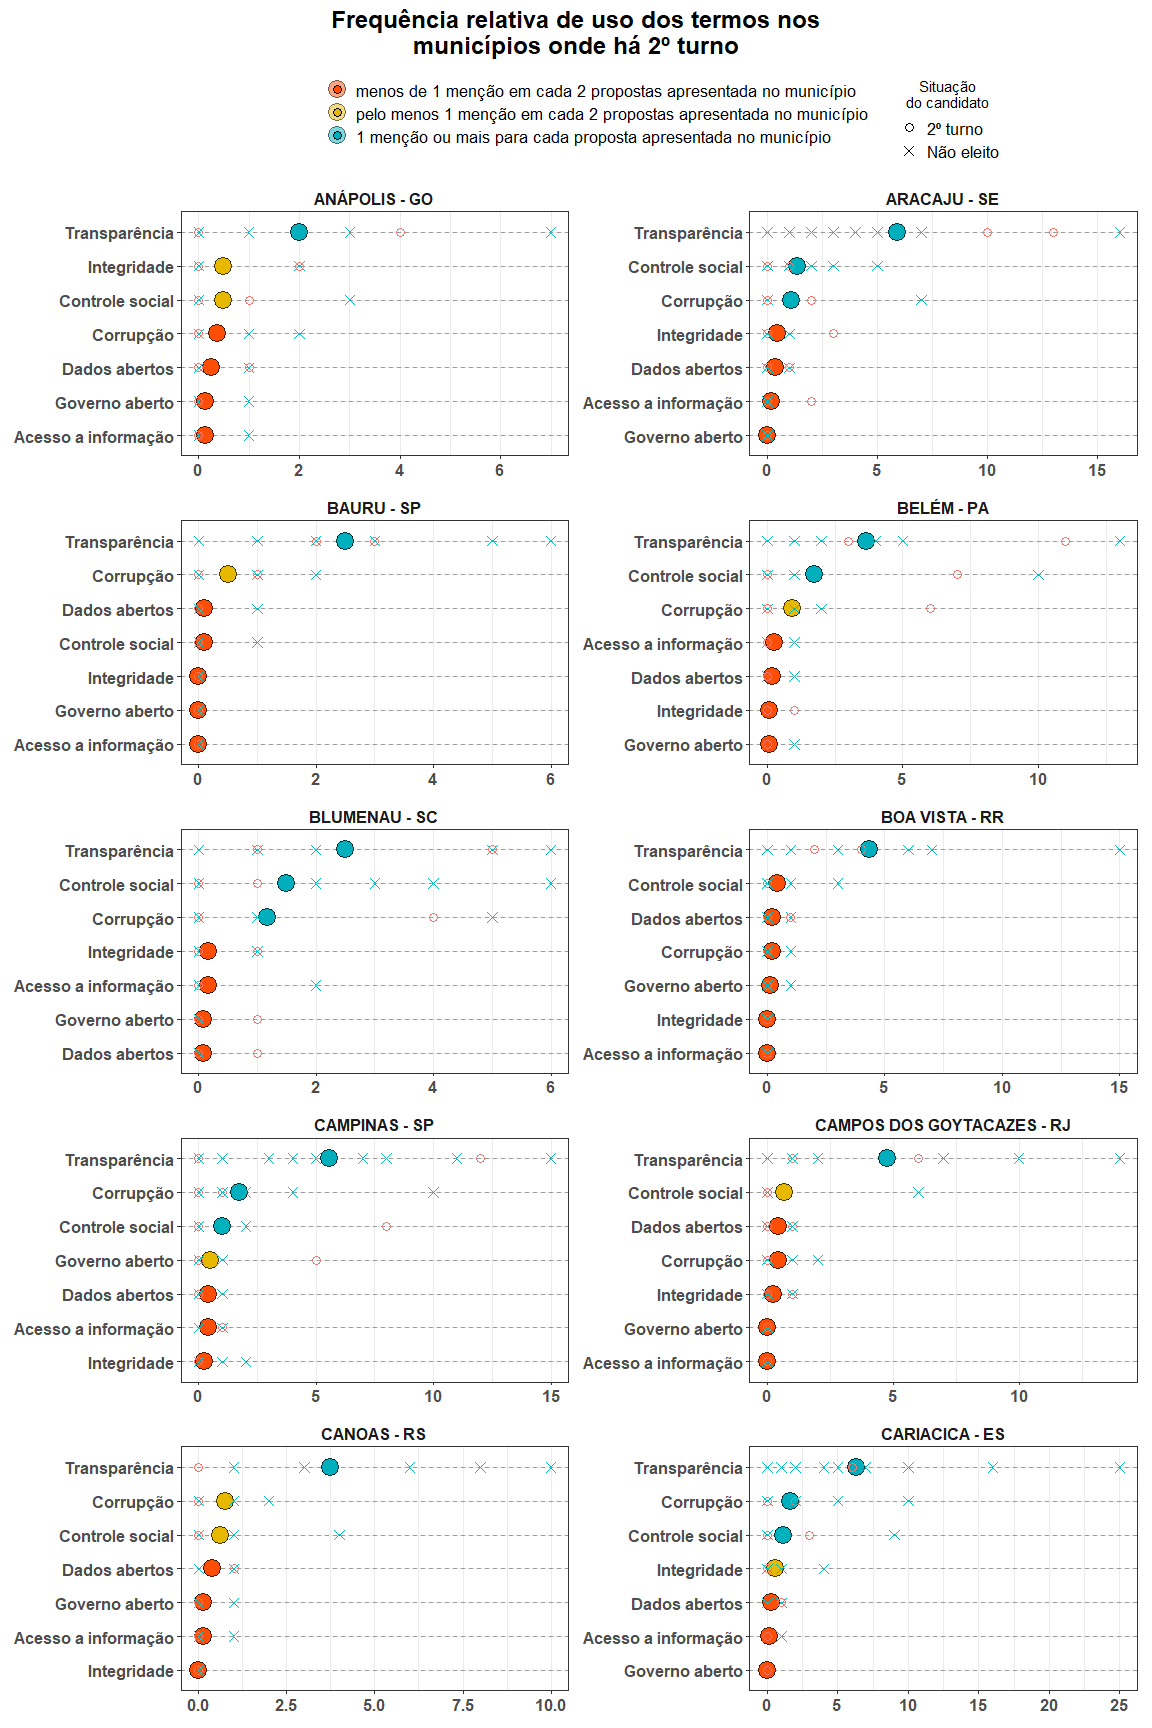 Frequência relativa de uso dos termos nos
municípios onde há 2º turno
menos de 1 menção em cada 2 propostas apresentada no município
pelo menos 1 menção em cada 2 propostas apresentada no município
1 menção ou mais para cada proposta apresentada no município
Situação
do candidato
2º turno
Não eleito
ANÁPOLIS - GO
Transparência
Integridade
Controle social
Corrupção
Dados abertos
Governo aberto
Acesso a informação
0 2 4 6
ARACAJU - SE
Transparência
Controle social
Corrupção
Integridade
Dados abertos
Acesso a informação
Governo aberto
0 5 10 15
BAURU - SP
Transparência
Corrupção
Dados abertos
Controle social
Integridade
Governo aberto
Acesso a informação
0 2 4 6
BELÉM - PA
Transparência
Controle social
Corrupção
Acesso a informação
Dados abertos
Integridade
Governo aberto
0 5 10
BLUMENAU - SC
Transparência
Controle social
Corrupção
Integridade
Acesso a informação
Governo aberto
Dados abertos
0 2 4 6
BOA VISTA - RR
Transparência
Controle social
Dados abertos
Corrupção
Governo aberto
Integridade
Acesso a informação
0 5 10 15
CAMPINAS - SP
Transparência
Corrupção
Controle social
Governo aberto
Dados abertos
Acesso a informação
Integridade
0 5 10 15
CAMPOS DOS GOYTACAZES - RJ
Transparência
Controle social
Dados abertos
Corrupção
Integridade
Governo aberto
Acesso a informação
0 5 10
CANOAS - RS
Transparência
Corrupção
Controle social
Dados abertos
Governo aberto
Acesso a informação
Integridade
0.0 2.5 5.0 7.5 10.0
CARIACICA - ES
Transparência
Corrupção
Controle social
Integridade
Dados abertos
Acesso a informação
Governo aberto
0 5 10 15 20 25